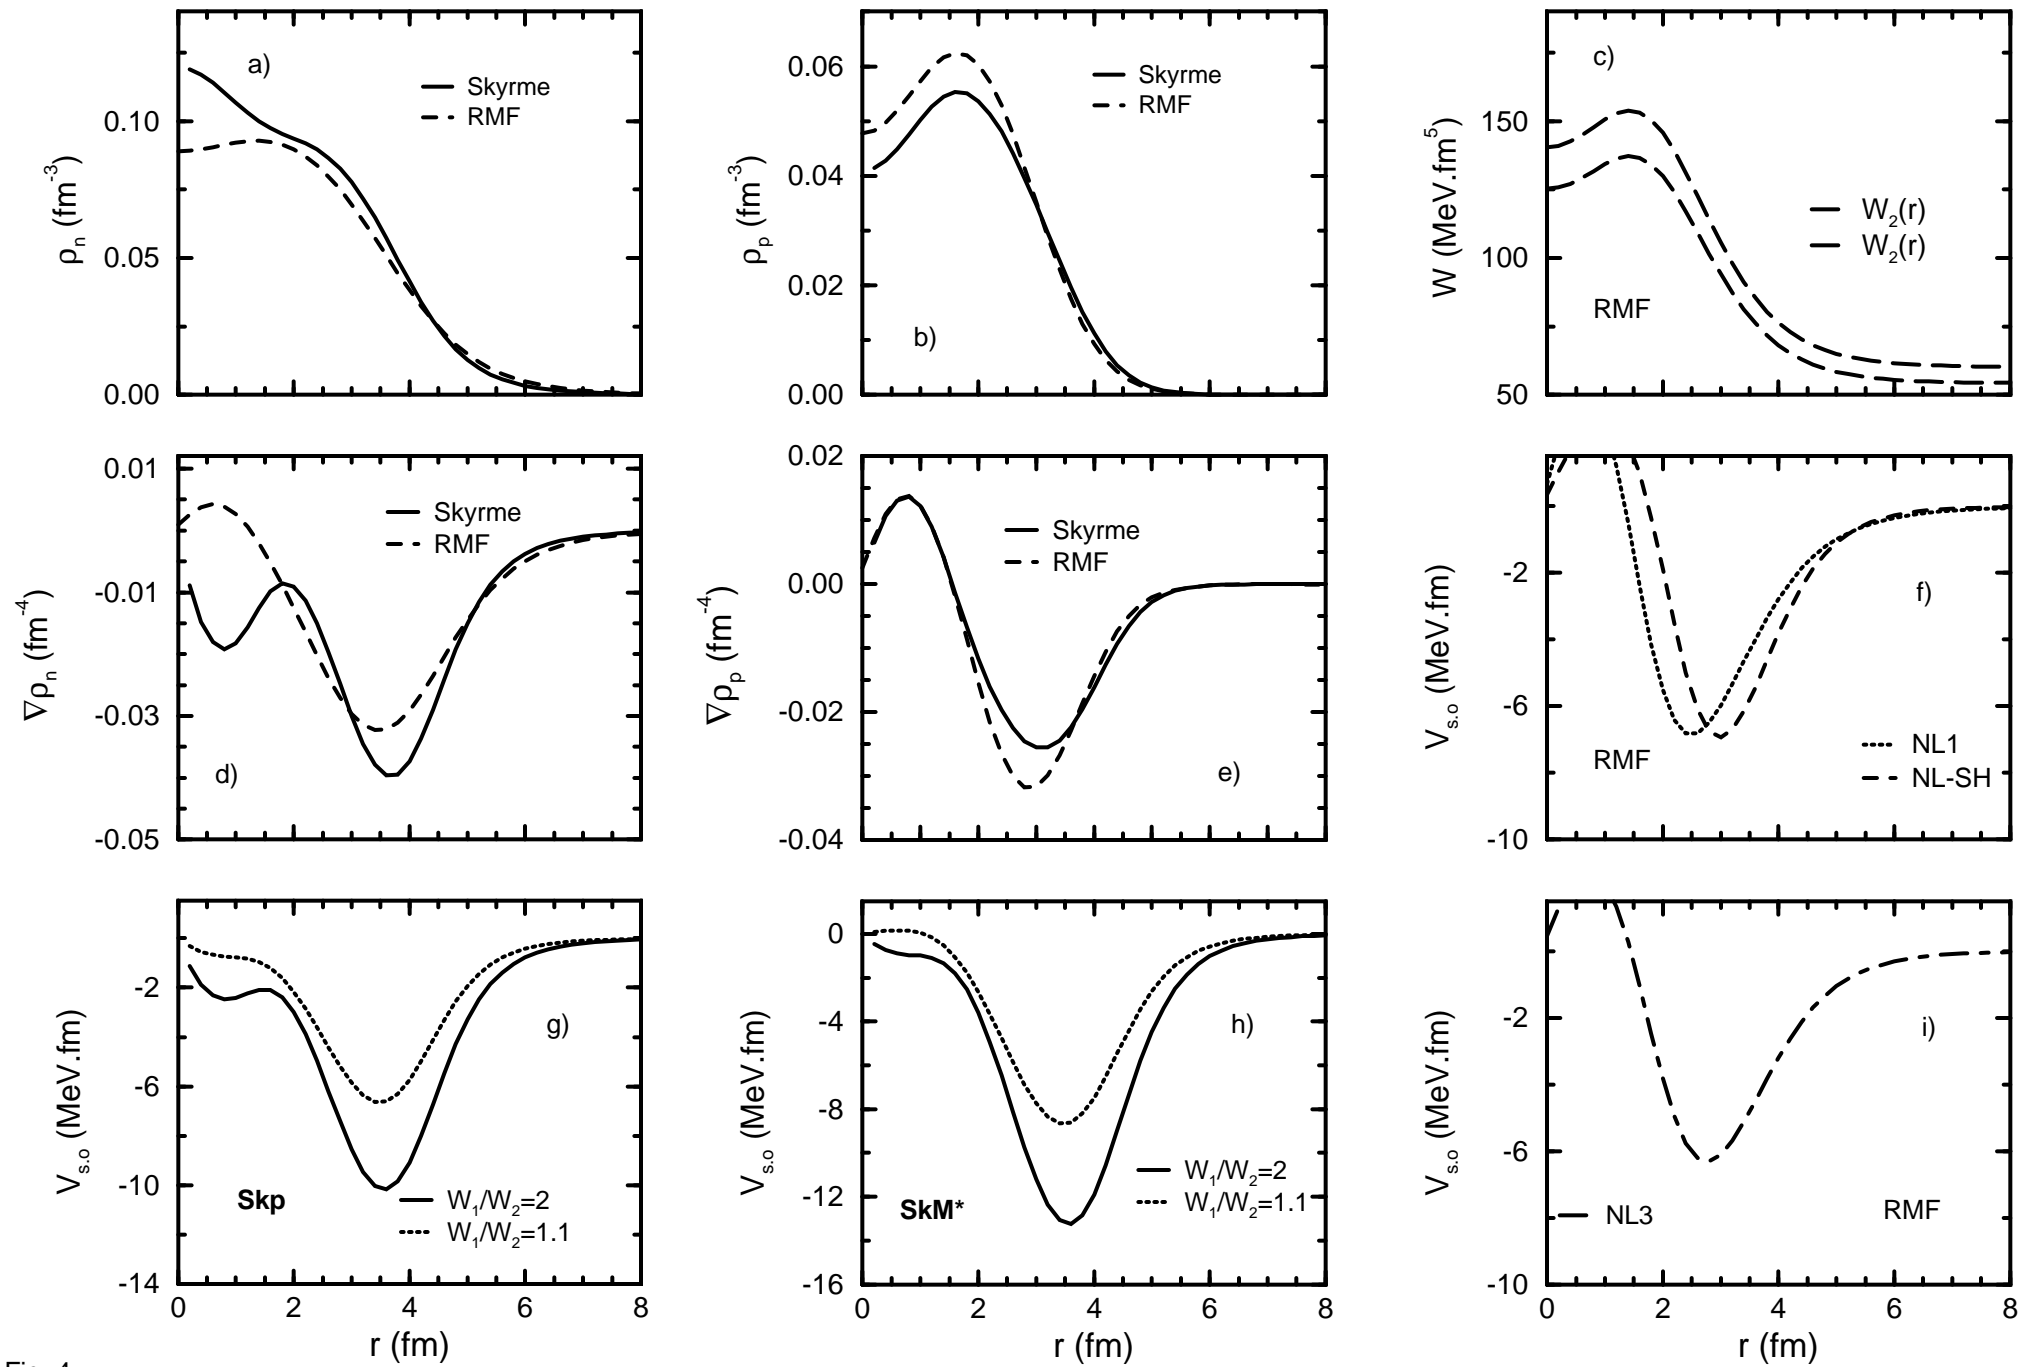 a)
Skyrme
RMF
0.10
0.05
0.00
ρn (fm-3)
b)
Skyrme
RMF
0.06
0.04
0.02
0.00
ρp (fm-3)
c)
W2(r)
W2(r)
RMF
150
100
50
W (MeV.fm5)
d)
Skyrme
RMF
0.01
-0.01
-0.03
-0.05
∇ρn (fm-4)
e)
Skyrme
RMF
0.02
0.00
-0.02
-0.04
∇ρp (fm-4)
f)
NL1
NL-SH
RMF
-2
-6
-10
Vs.o (MeV.fm)
g)
Skp
W1/W2=2
W1/W2=1.1
-2
-6
-10
-14
0 2 4 6 8
Vs.o (MeV.fm)
r (fm)
h)
SkM*
W1/W2=2
W1/W2=1.1
0
-4
-8
-12
-16
0 2 4 6 8
Vs.o (MeV.fm)
r (fm)
i)
NL3
RMF
-2
-6
-10
0 2 4 6 8
Vs.o (MeV.fm)
r (fm)